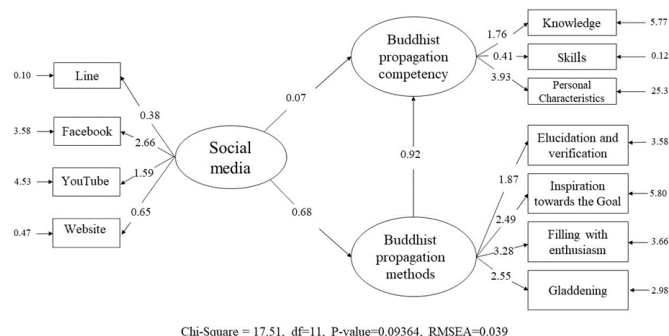 Line
Facebook
YouTube
Website
0.10
3.58
4.53
0.47
0.38
2.66
1.59
0.65
Social
media
0.07
0.68
Buddhist
propagation
competency
0.92
Buddhist
propagation
methods
1.76
0.41
3.93
Knowledge
Skills
Personal
Characteristics
5.77
0.12
25.3
1.87
2.49
3.28
2.55
Elucidation and
verification
Inspiration
towards the Goal
Filling with
enthusiasm
Gladdening
3.58
5.80
3.66
2.98
Chi-Square = 17.51, df=11, P-value=0.09364, RMSEA=0.039